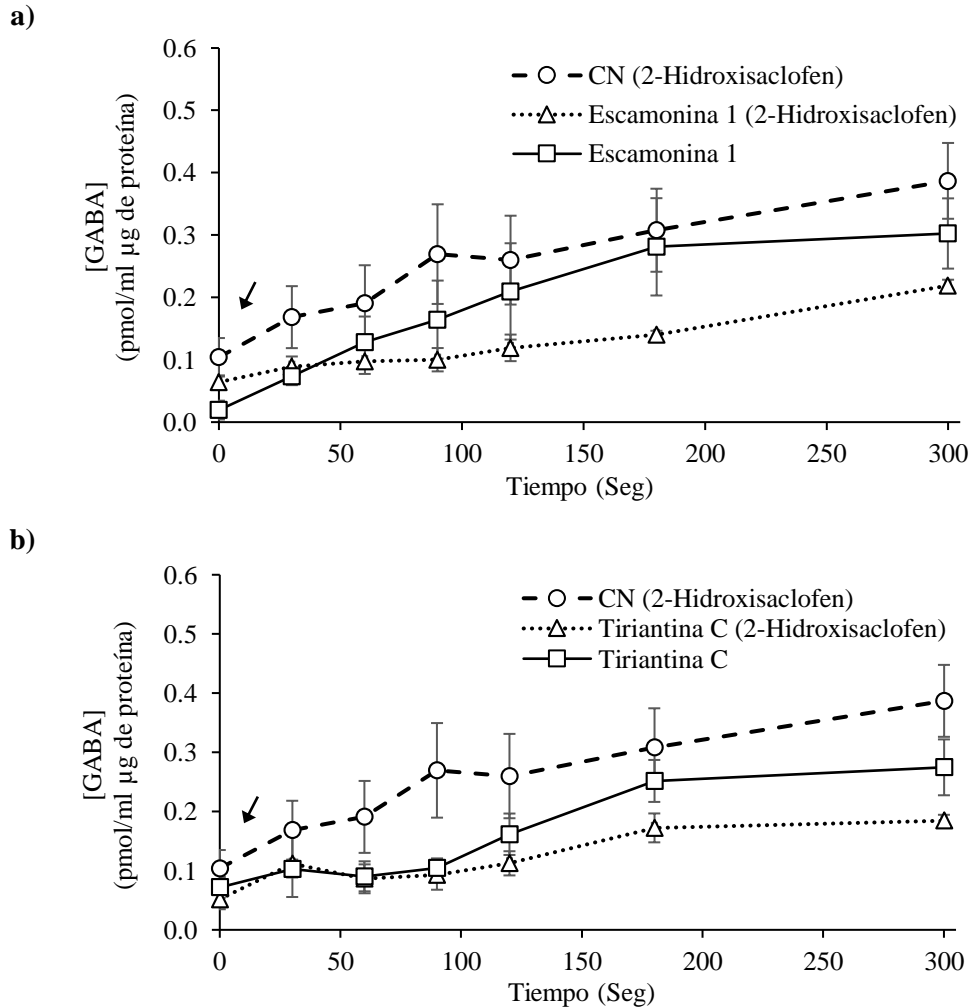 a)
0.6
0.5
0.4
0.3
0.2
0.1
0.0
[GABA]
(pmol/ml µg de proteína)
CN (2-Hidroxisaclofen)
Escamonina 1 (2-Hidroxisaclofen)
Escamonina 1
0 50 100 150 200 250 300
Tiempo (Seg)
b)
0.6
0.5
0.4
0.3
0.2
0.1
0.0
[GABA]
(pmol/ml µg de proteína)
CN (2-Hidroxisaclofen)
Tiriantina C (2-Hidroxisaclofen)
Tiriantina C
0 50 100 150 200 250 300
Tiempo (Seg)